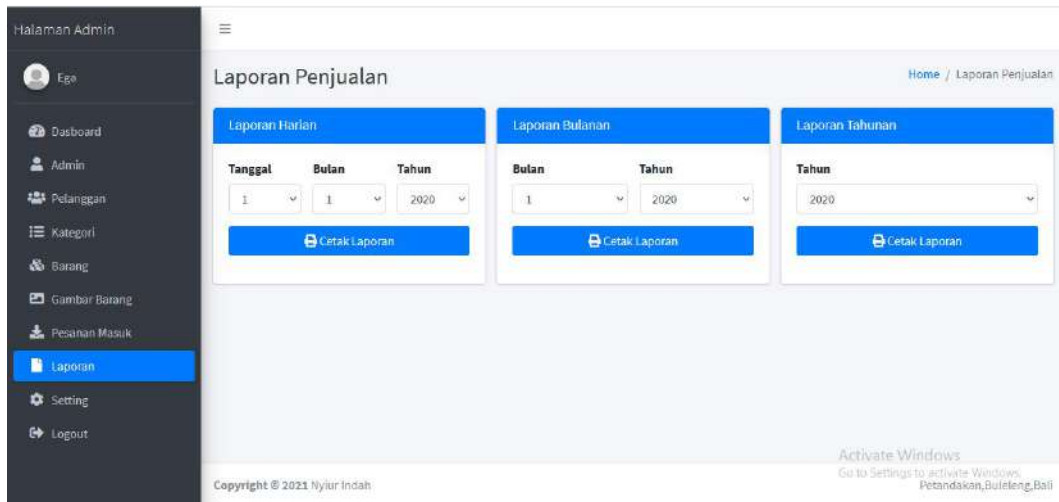 Halaman Admin
Ega
Dasboard
Admin
Pelanggan
Kategori
Barang
Gambar Barang
Pesanan Masuk
Laporan
Setting
Logout
Laporan Penjualan
Home / Laporan Penjualan
Laporan Harian
Tanggal Bulan Tahun
1 1 2020
Cetak Laporan
Laporan Bulanan
Bulan Tahun
1 2020
Cetak Laporan
Laporan Tahunan
Tahun
2020
Cetak Laporan
Activate Windows
Go to Settings to activate Windows.
Copyright © 2021 Nyiur Indah
Petandakan,Buleleng,Bali